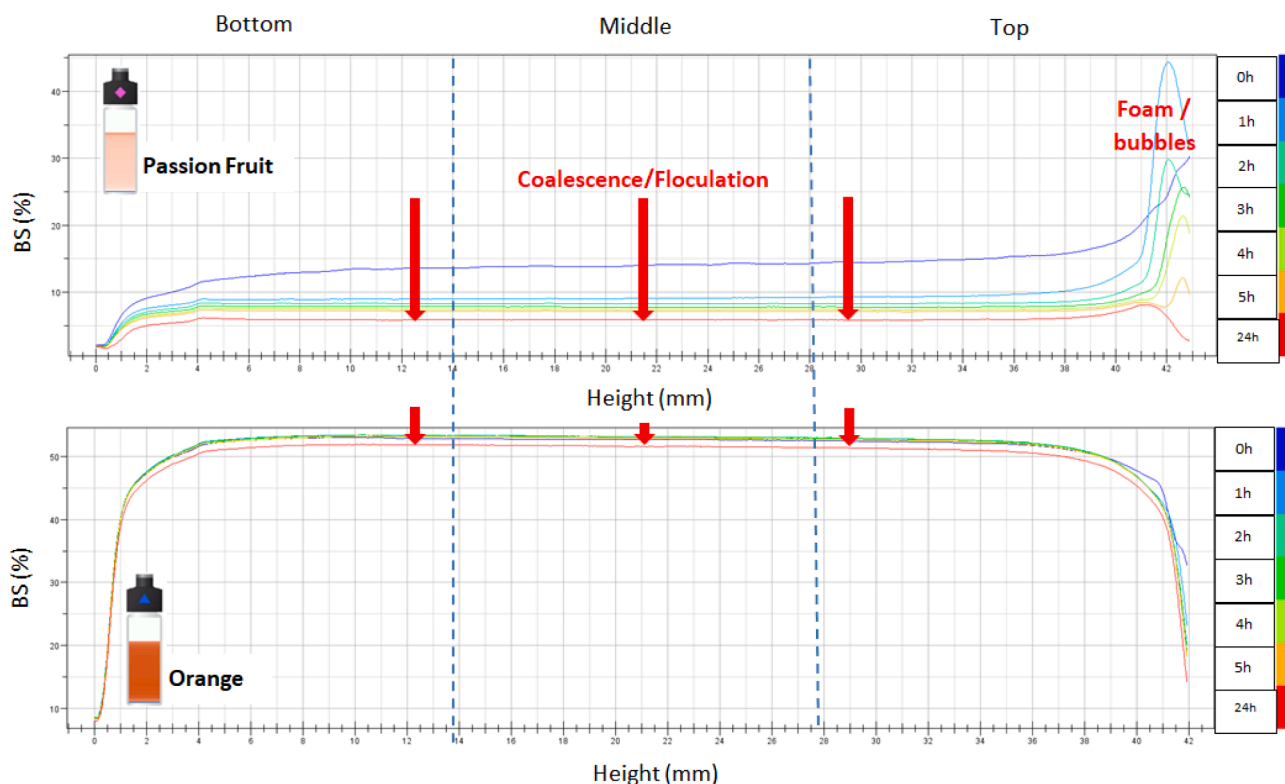 Bottom Middle Top
BS (%)
40
30
20
10
Passion Fruit
Coalescence/Floculation
Foam /
bubbles
0h
1h
2h
3h
4h
5h
24h
0 2 4 6 8 10 12 14 16 18 20 22 24 26 28 30 32 34 36 38 40 42
Height (mm)
BS (%)
50
40
30
20
10
Orange
0h
1h
2h
3h
4h
5h
24h
0 2 4 6 8 10 12 14 16 18 20 22 24 26 28 30 32 34 36 38 40 42
Height (mm)